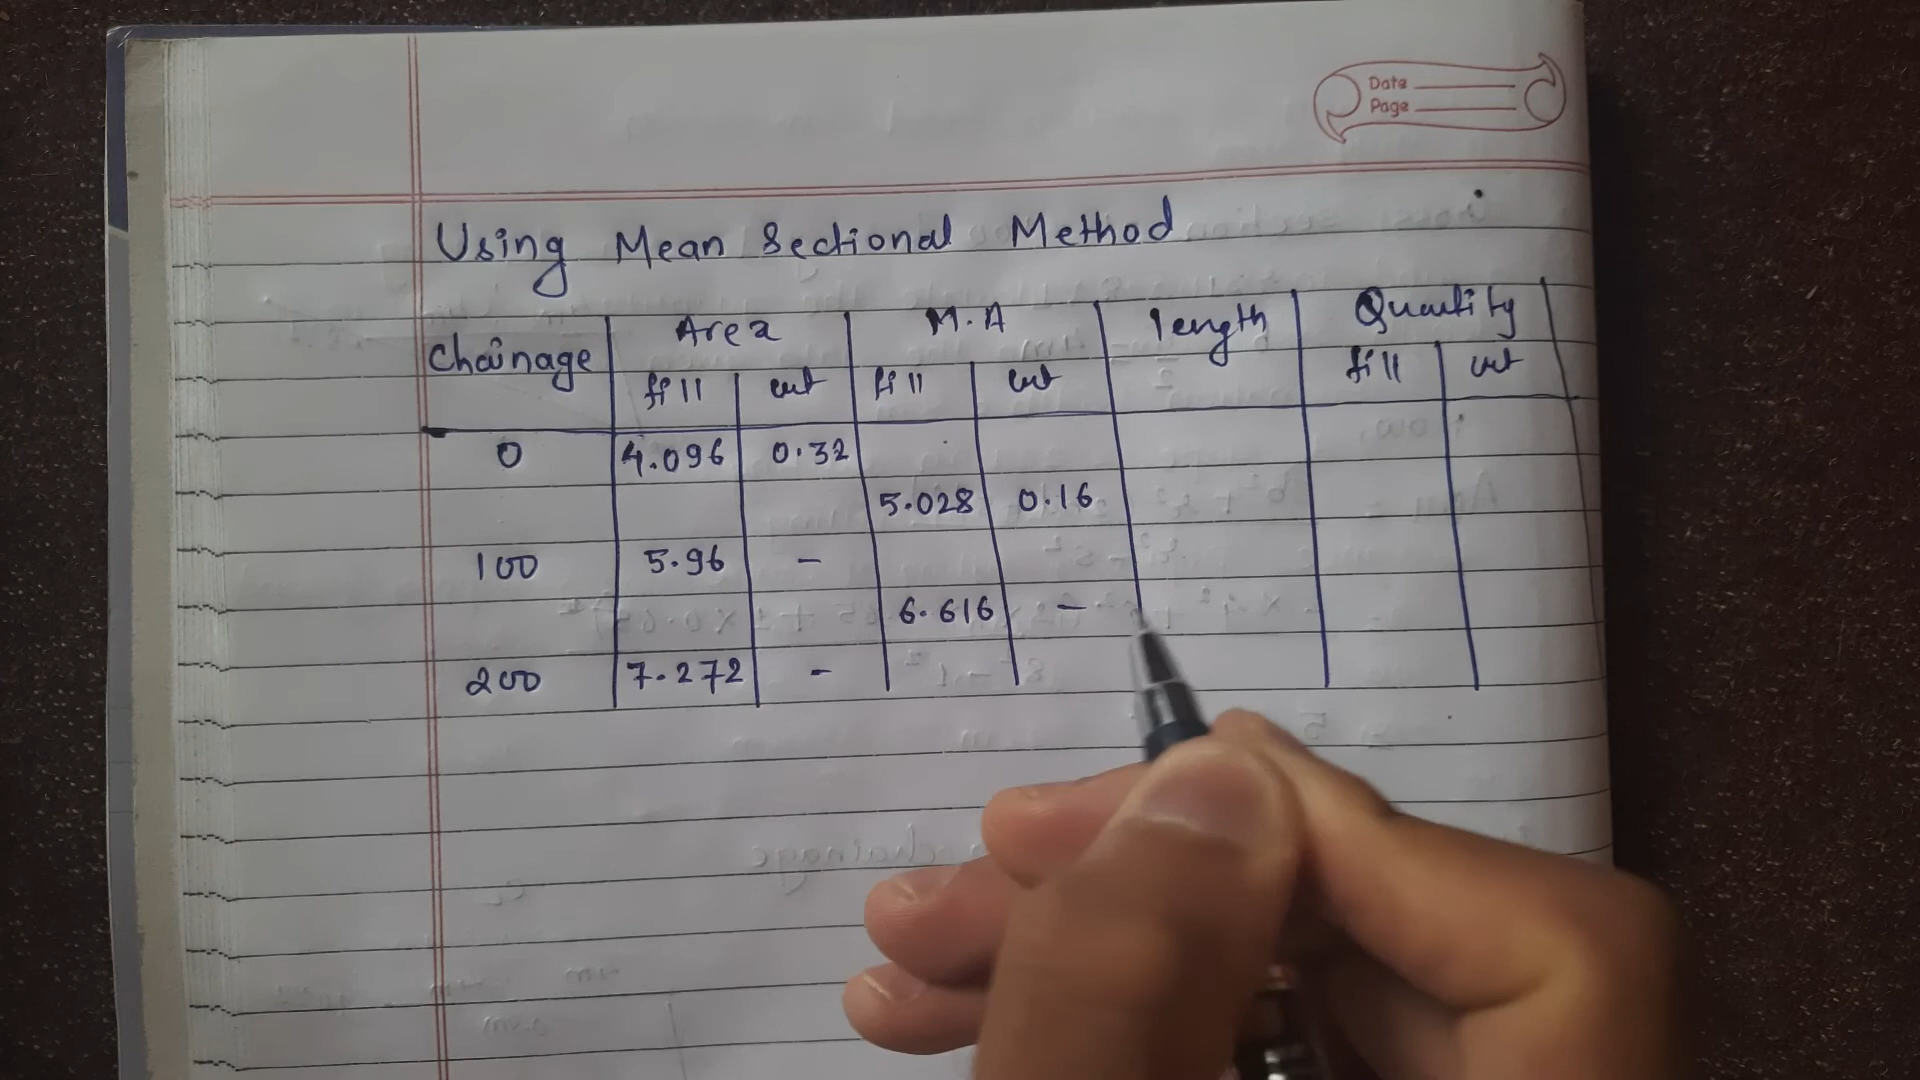 Date
Page
Using Mean Sectional Method
Chainage Area M.A length Quantity
fill cut fill cut fill cut
0 4.096 0.32
5.028 0.16
100 5.96 -
6.616 -
200 7.272 -